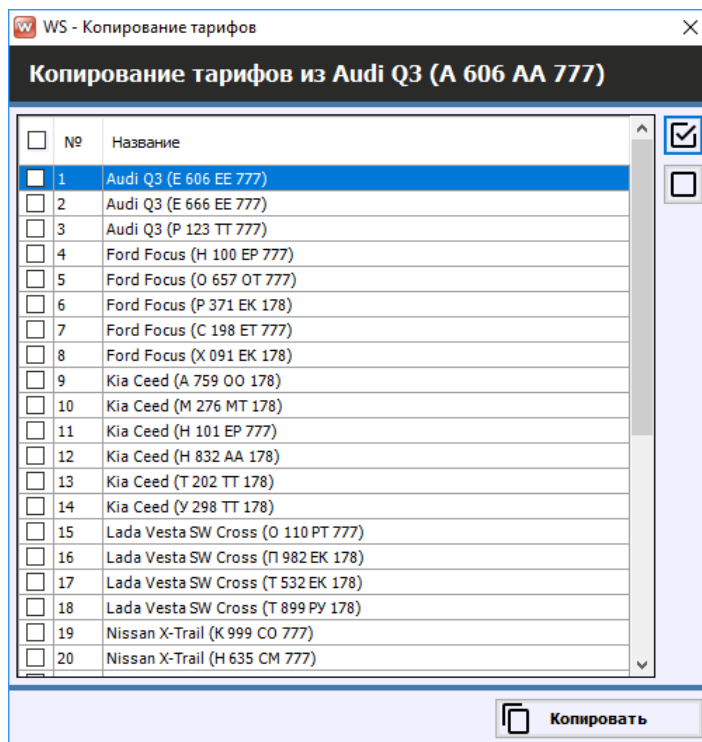 WS - Копирование тарифов
Копирование тарифов из Audi Q3 (А 606 АА 777)
№ Название
1 Audi Q3 (Е 606 ЕЕ 777)
2 Audi Q3 (Е 666 ЕЕ 777)
3 Audi Q3 (Р 123 ТТ 777)
4 Ford Focus (Н 100 ЕР 777)
5 Ford Focus (О 657 ОТ 777)
6 Ford Focus (Р 371 ЕК 178)
7 Ford Focus (С 198 ЕТ 777)
8 Ford Focus (Х 091 ЕК 178)
9 Kia Ceed (А 759 ОО 178)
10 Kia Ceed (М 276 МТ 178)
11 Kia Ceed (Н 101 ЕР 777)
12 Kia Ceed (Н 832 АА 178)
13 Kia Ceed (Т 202 ТТ 178)
14 Kia Ceed (У 298 ТТ 178)
15 Lada Vesta SW Cross (О 110 РТ 777)
16 Lada Vesta SW Cross (П 982 ЕК 178)
17 Lada Vesta SW Cross (Т 532 ЕК 178)
18 Lada Vesta SW Cross (Т 899 РУ 178)
19 Nissan X-Trail (К 999 СО 777)
20 Nissan X-Trail (Н 635 СМ 777)
Копировать